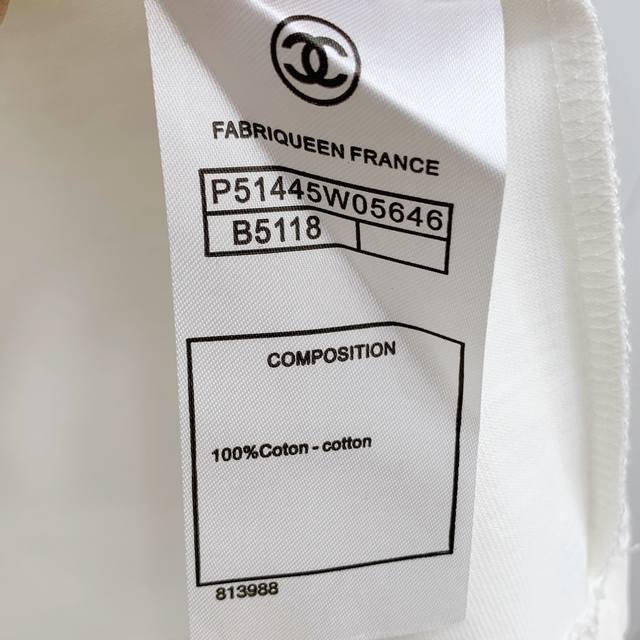 FABRIQUEEN FRANCE
P51445W05646
B5118
COMPOSITION
100%Coton - cotton
813988